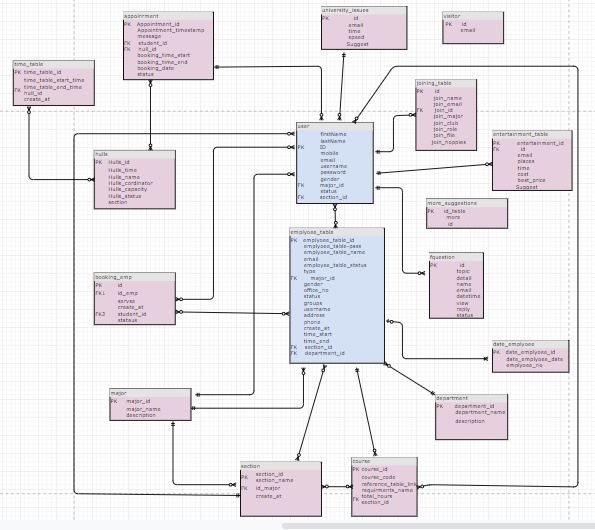 appoinrment
PK Appointment_id
Appointment_timestamp
message
FK student_id
FK hull_id
booking_time_start
booking_time_end
booking_date
status
university_issues
PK id
email
time
speed
Suggest
visitor
PK id
email
time_table
PK time_table_id
time_table_start_time
FK time_table_end_time
hull_id
create_at
joining_table
PK id
join_name
join_email
FK join_id
join_major
join_club
join_role
join_file
join_hoppies
user
firstName
lastName
PK ID
mobile
email
username
password
gender
FK major_id
status
FK section_id
entertainment_table
PK entertainment_id
FK id
email
places
time
cost
best_price
Suggest
hulls
PK Hulls_id
Hulls_time
Hulls_name
Hulls_cordinator
Hulls_capacity
Hulls_status
section
more_suggestions
PK id_table
more
id
employee_table
PK employee_table_id
employee_table-pass
employee_table_name
email
employee_table_status
type
FK major_id
gender
office_no
status
groups
username
address
phone
create_at
time_start
time_end
FK section_id
FK department_id
fquestion
PK id
topic
detail
name
email
datetime
view
reply
status
booking_emp
PK id
FK1 id_emp
servas
create_at
FK2 student_id
stateus
date_employee
PK date_employee_id
date_employee_date
employee_no
major
PK major_id
major_name
description
department
PK department_id
department_name
description
section
PK section_id
section_name
FK id_major
create_at
course
PK course_id
course_code
reference_table_link
requirments_name
total_hours
FK section_id